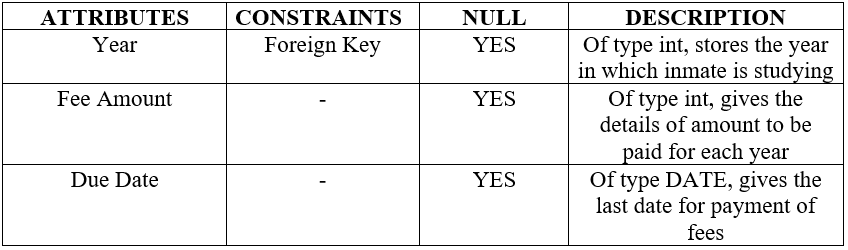 ATTRIBUTES CONSTRAINTS NULL DESCRIPTION
Year Foreign Key YES Of type int, stores the year
in which inmate is studying
Fee Amount - YES Of type int, gives the
details of amount to be
paid for each year
Due Date - YES Of type DATE, gives the
last date for payment of
fees